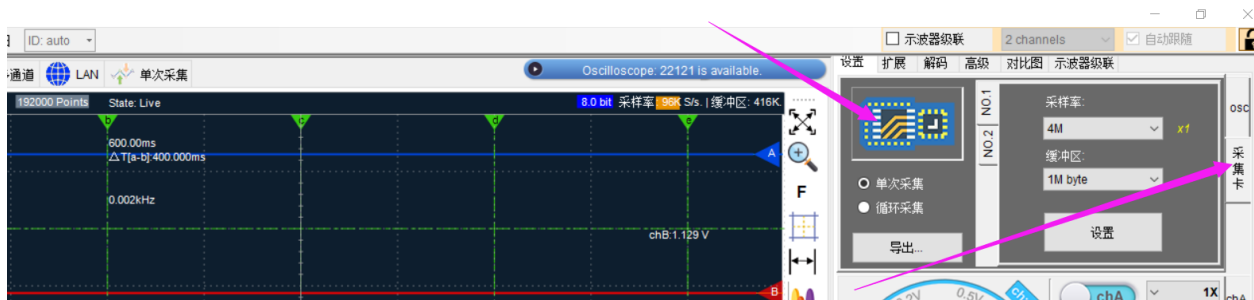 ID: auto
示波器级联 2 channels 自动跟随
通道 LAN 单次采集
Oscilloscope: 22121 is available.
设置 扩展 解码 高级 对比图 示波器级联
192000 Points State: Live
8.0 bit 采样率: 96K S/s. | 缓冲区: 416K.
b c d e
600.00ms
△T[a-b]:400.000ms
A
0.002kHz
F
chB:1.129 V
B
NO.1
NO.2
采样率:
4M x1
缓冲区:
1M byte
单次采集
循环采集
导出...
设置
osc
采集卡
0.5V
chA
1X
chA